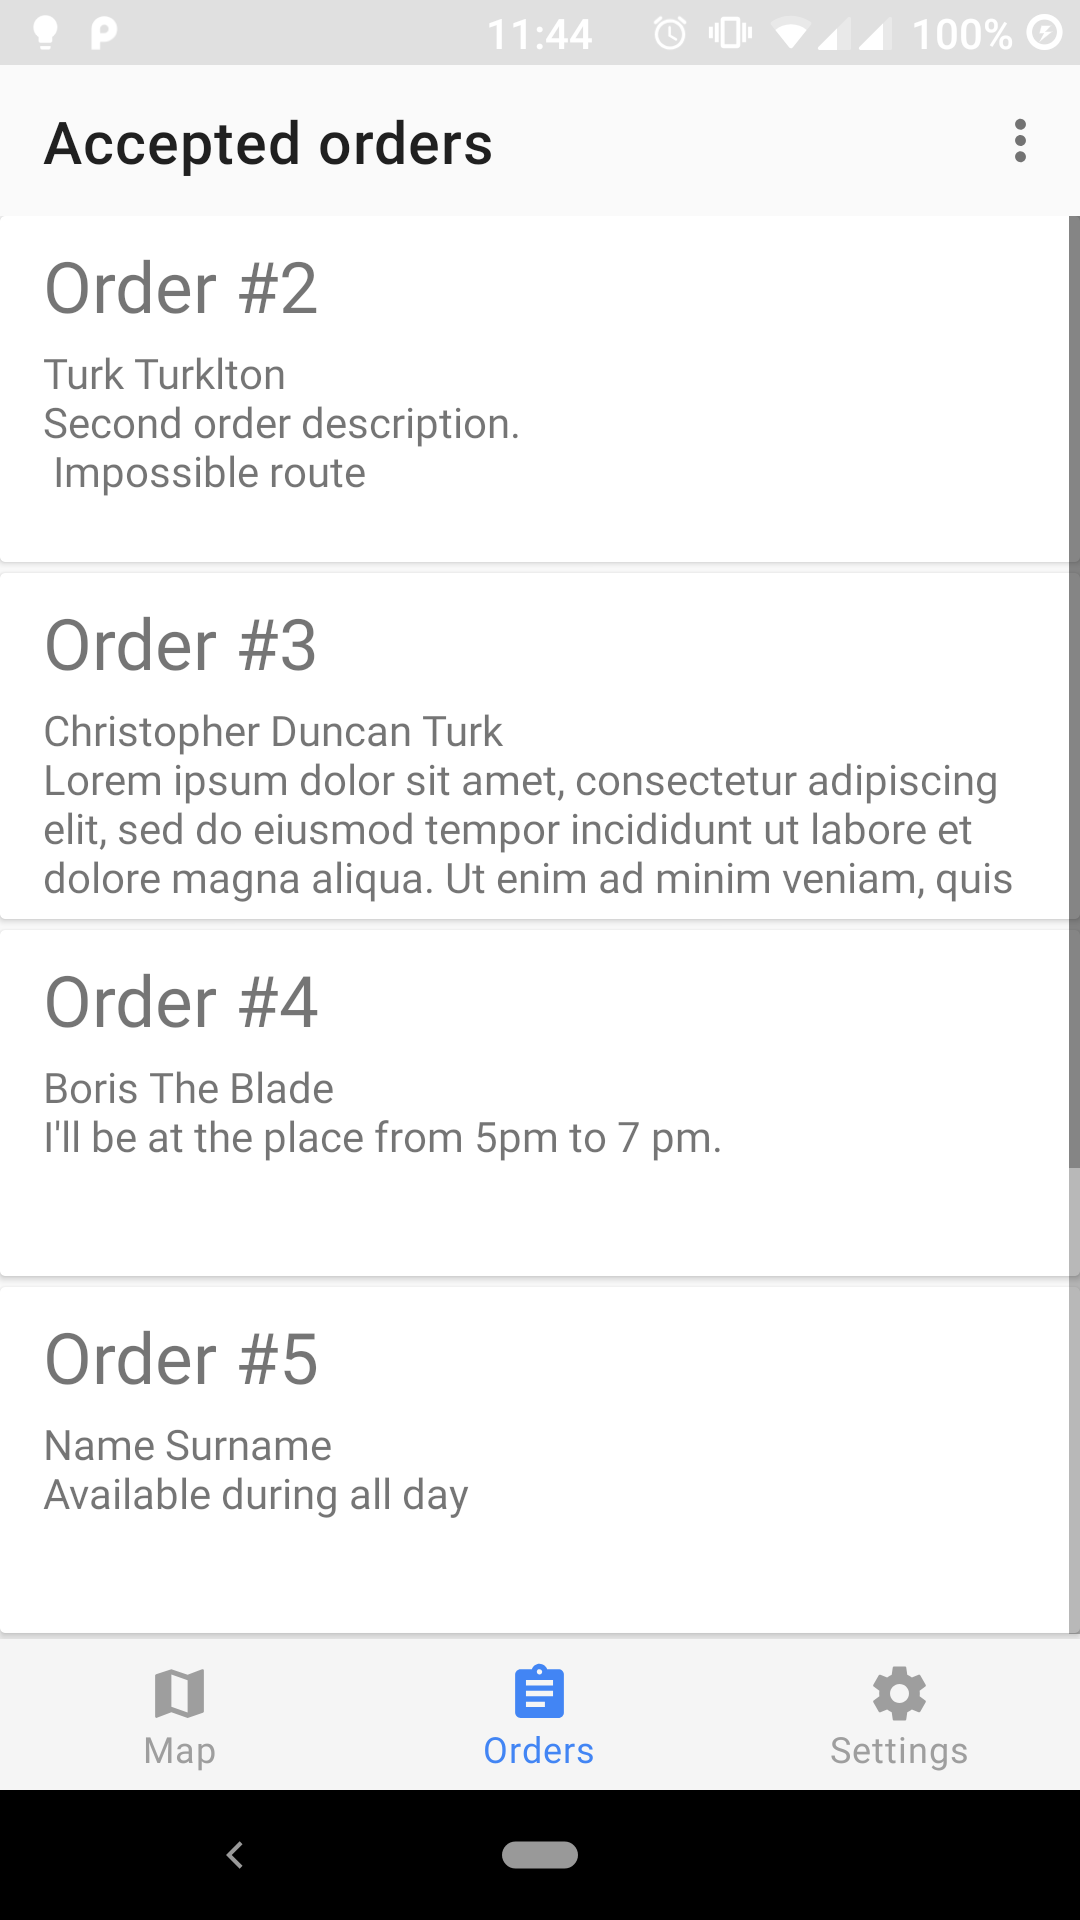 11:44 100%
Accepted orders
Order #2
Turk Turklton
Second order description.
Impossible route
Order #3
Christopher Duncan Turk
Lorem ipsum dolor sit amet, consectetur adipiscing
elit, sed do eiusmod tempor incididunt ut labore et
dolore magna aliqua. Ut enim ad minim veniam, quis
Order #4
Boris The Blade
I'll be at the place from 5pm to 7 pm.
Order #5
Name Surname
Available during all day
Map Orders Settings